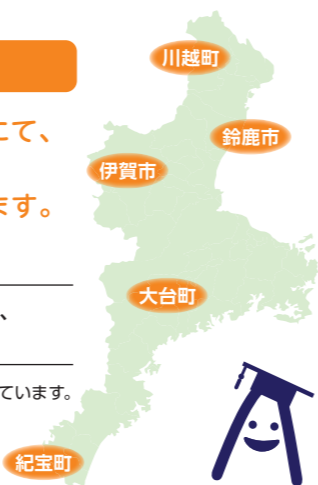 川越町
にて、
鈴鹿市
伊賀市
ます。
大台町
、
ています。
紀宝町